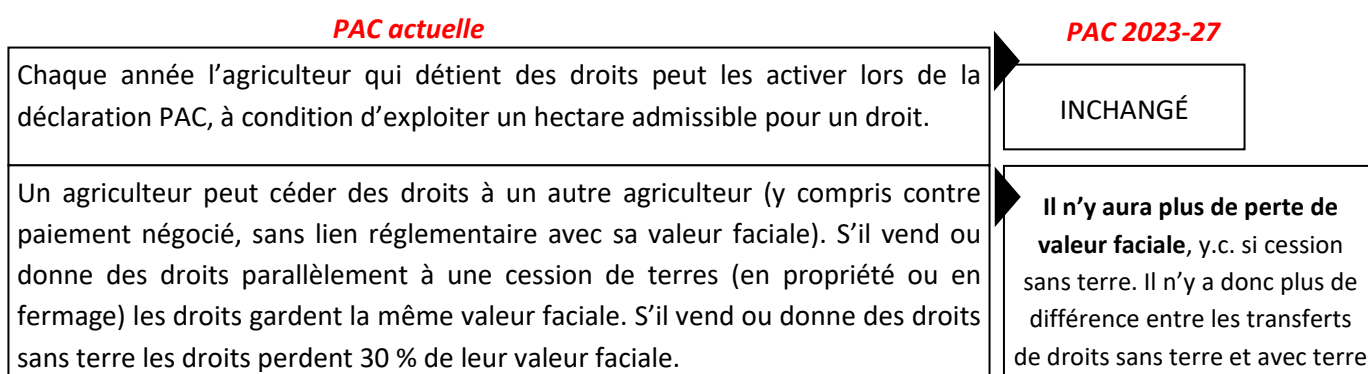 PAC actuelle
PAC 2023-27
Chaque année l’agriculteur qui détient des droits peut les activer lors de la
déclaration PAC, à condition d’exploiter un hectare admissible pour un droit.
INCHANGÉ
Un agriculteur peut céder des droits à un autre agriculteur (y compris contre
paiement négocié, sans lien réglementaire avec sa valeur faciale). S’il vend ou
donne des droits parallèlement à une cession de terres (en propriété ou en
fermage) les droits gardent la même valeur faciale. S’il vend ou donne des droits
sans terre les droits perdent 30 % de leur valeur faciale.
Il n’y aura plus de perte de
valeur faciale, y.c. si cession
sans terre. Il n’y a donc plus de
différence entre les transferts
de droits sans terre et avec terre